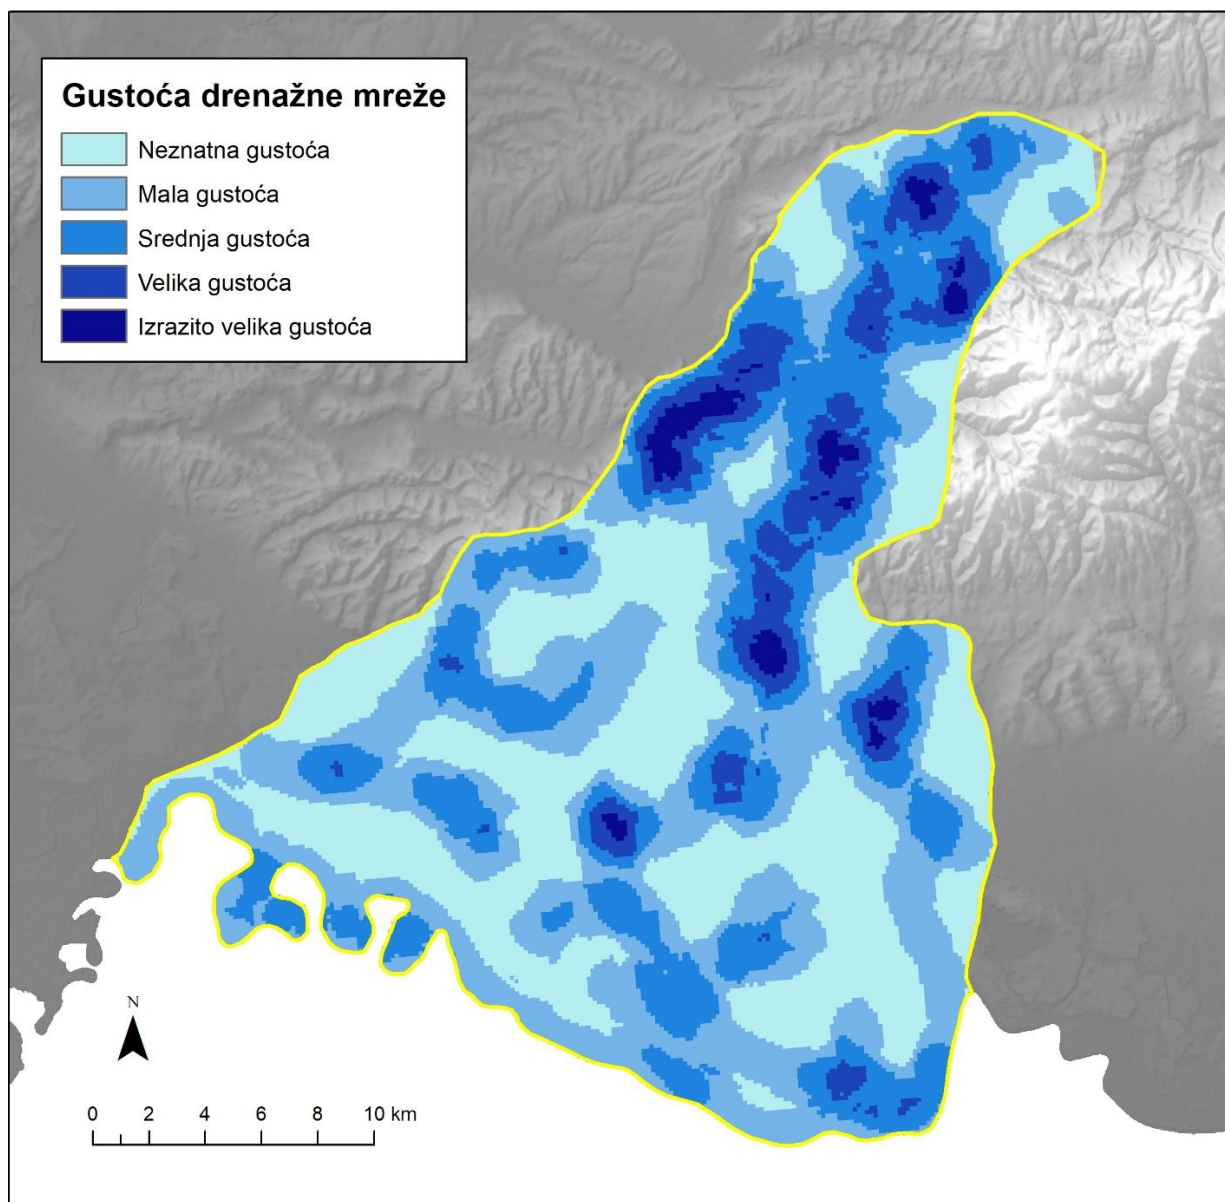 Gustoća drenažne mreže
Neznatna gustoća
Mala gustoća
Srednja gustoća
Velika gustoća
Izrazito velika gustoća
N
0 2 4 6 8 10 km